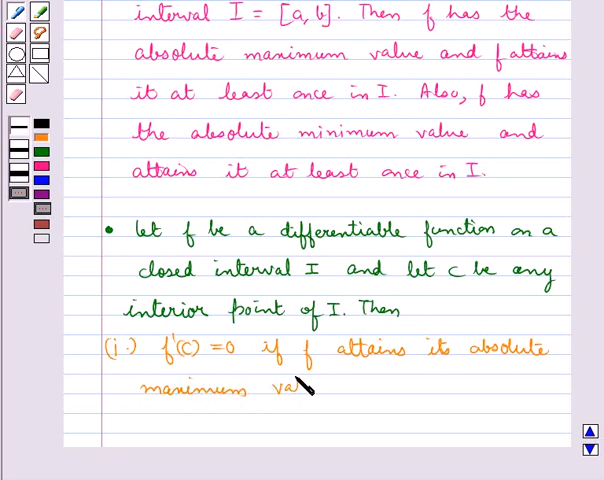 interval I = [a, b]. Then f has the
absolute maximum value and f attains
it at least once in I. Also, f has
the absolute minimum value and
attains it at least once in I.
• Let f be a differentiable function on a
closed interval I and let c be any
interior point of I. Then
(i.) f'(c) = 0 if f attains its absolute
maximum va